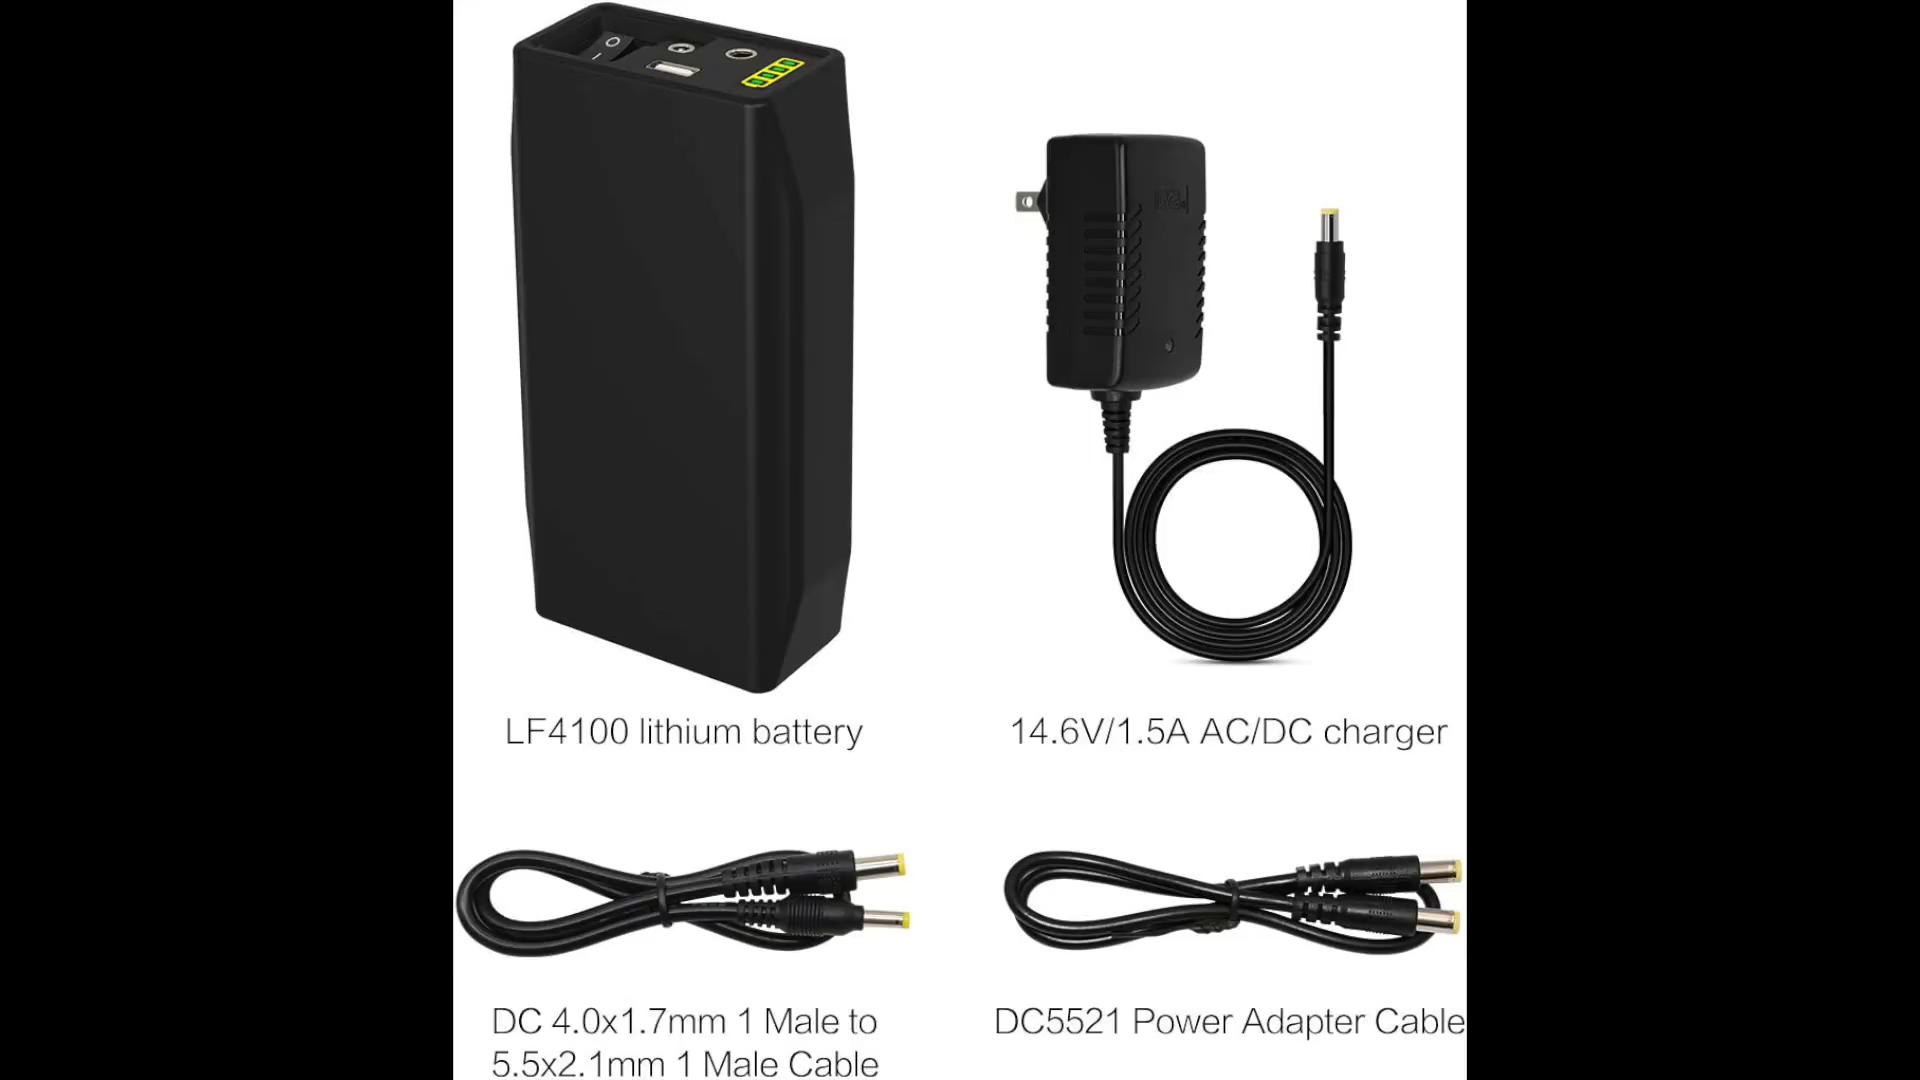 LF4100 lithium battery
14.6V/1.5A AC/DC charger
DC 4.0x1.7mm 1 Male to
5.5x2.1mm 1 Male Cable
DC5521 Power Adapter Cable